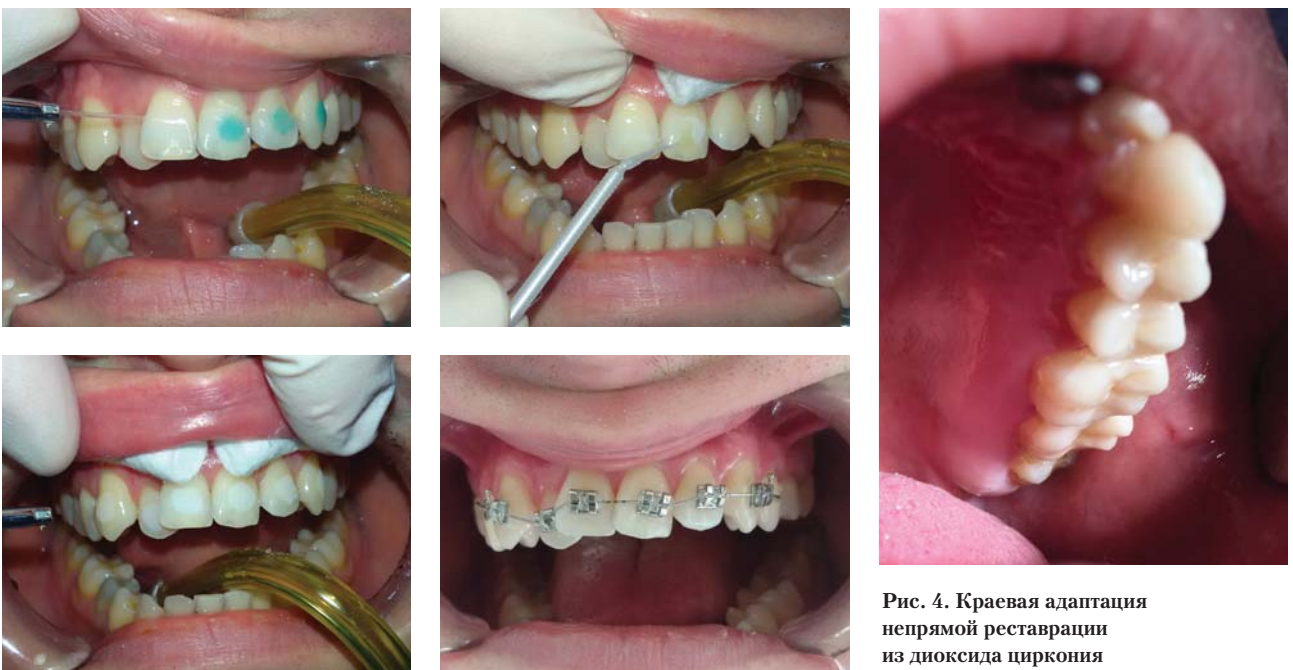 Рис. 4. Краевая адаптация
непрямой реставрации
из диоксида циркония